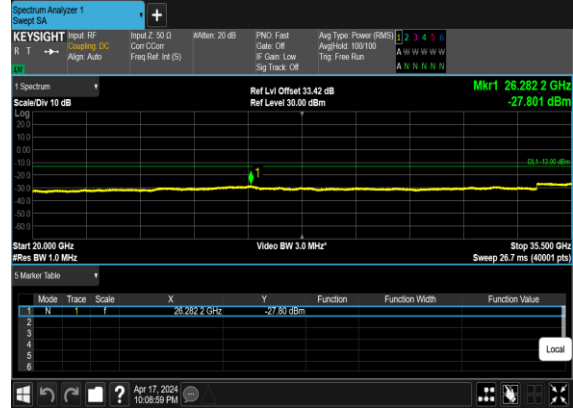 Spectrum Analyzer 1
Swept SA
+
KEYSIGHT Input: RF Input Z: 50 Ω #Atten: 20 dB PNO: Fast Avg Type: Power (RMS) 1 2 3 4 5 6
R T Coupling: DC Corr CCorr Gate: Off Avg|Hold: 100/100 A W W W W W
Align: Auto Freq Ref: Int (S) IF Gain: Low Trig: Free Run
LNI Sig Track: Off A N N N N N
1 Spectrum Ref Lvl Offset 33.42 dB Mkr1 26.282 2 GHz
Scale/Div 10 dB Ref Level 30.00 dBm -27.801 dBm
Log
20.0
10.0
0.00
-10.0 DL1 -13.00 dBm
1
-20.0
-30.0
-40.0
-50.0
-60.0
Start 20.000 GHz Video BW 3.0 MHz* Stop 35.500 GHz
#Res BW 1.0 MHz Sweep 26.7 ms (40001 pts)
5 Marker Table
Mode Trace Scale X Y Function Function Width Function Value
1 N 1 f 26.282 2 GHz -27.80 dBm
2
3
4
5
6
Local
? Apr 17, 2024
10:08:59 PM